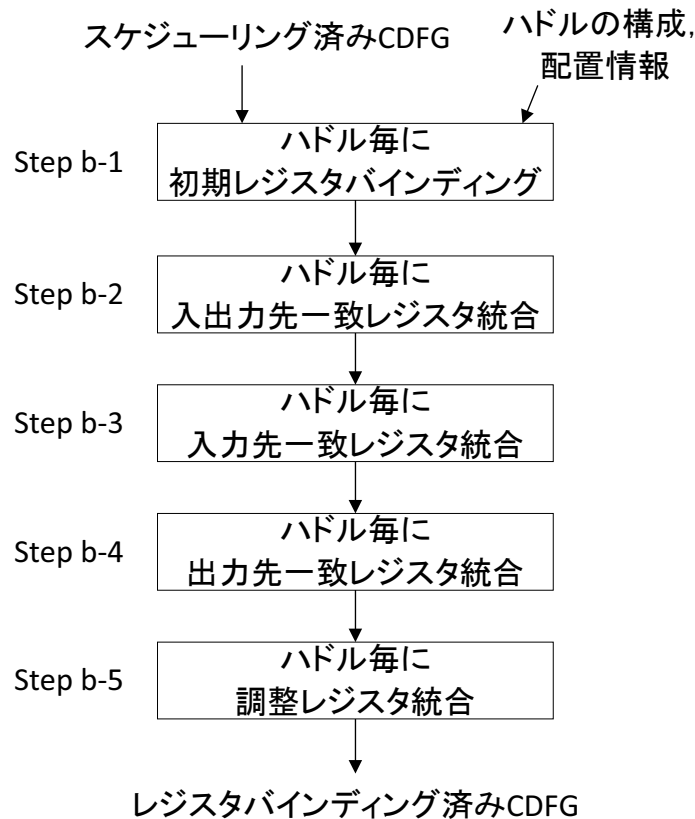 スケジューリング済みCDFG
ハドルの構成,
配置情報
Step b-1
ハドル毎に
初期レジスタバインディング
Step b-2
ハドル毎に
入出力先一致レジスタ統合
Step b-3
ハドル毎に
入力先一致レジスタ統合
Step b-4
ハドル毎に
出力先一致レジスタ統合
Step b-5
ハドル毎に
調整レジスタ統合
レジスタバインディング済みCDFG